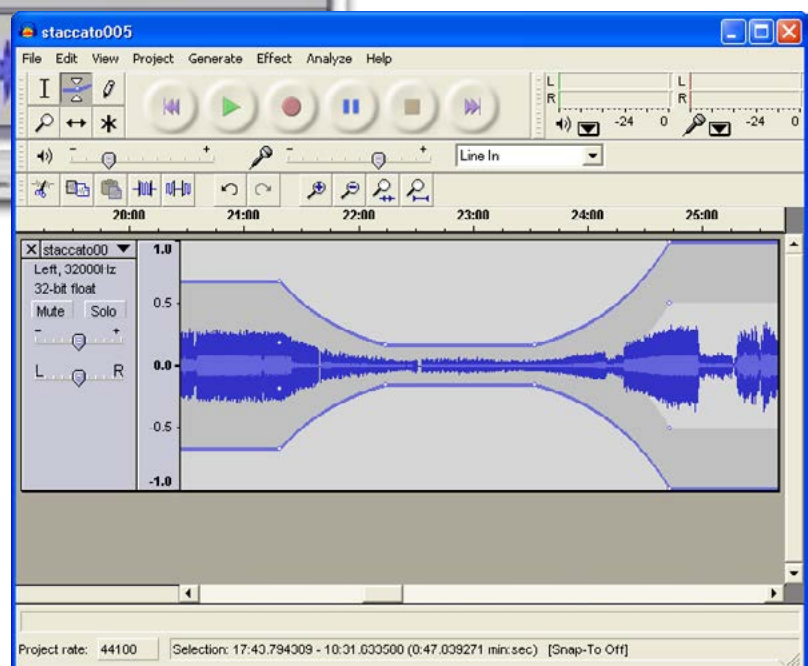 staccato005
File Edit View Project Generate Effect Analyze Help
L
R
-24 0
L
R
-24 0
- + - + Line In
20:00 21:00 22:00 23:00 24:00 25:00
X staccato00
Left, 32000Hz
32-bit float
Mute Solo
- +
L R
1.0
0.5
0.0
-0.5
-1.0
Project rate: 44100 Selection: 17:43.794309 - 10:31.033500 (0:47.039271 min:sec) [Snap-To Off]